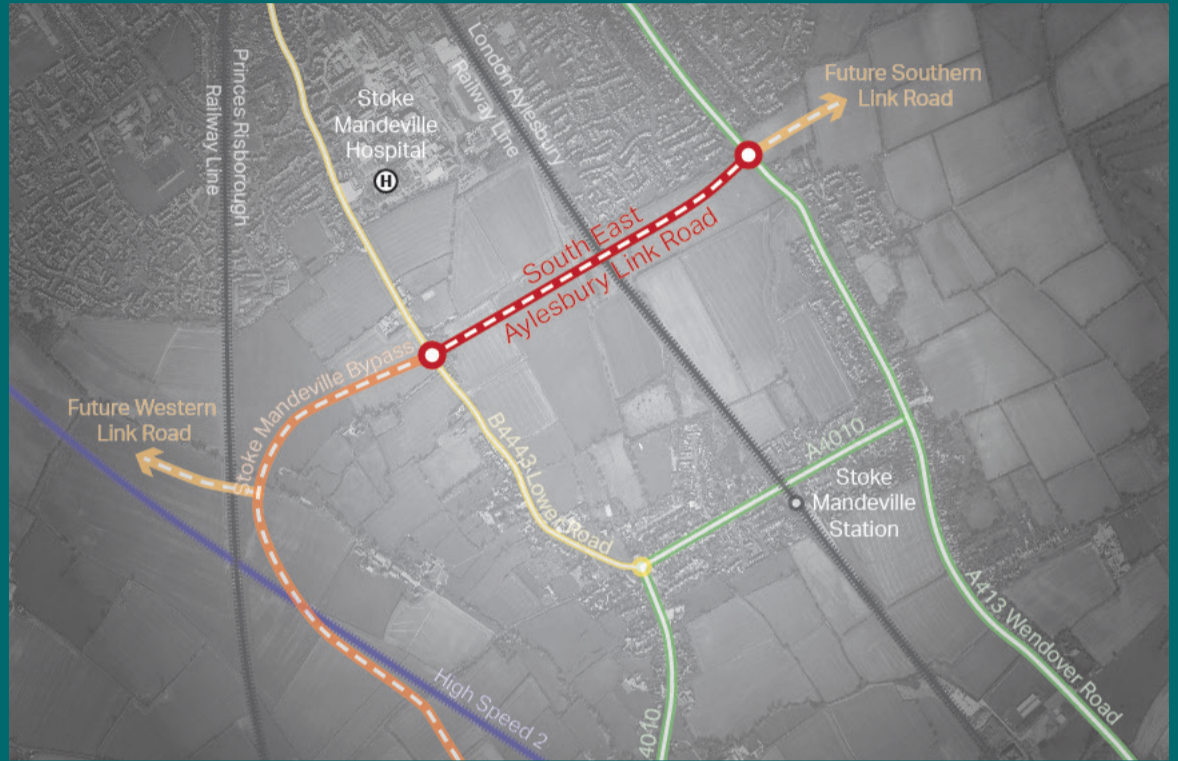 Princes Risborough
Railway Line
Stoke
Mandeville
Hospital
H
London Aylesbury
Railway Line
Future Southern
Link Road
South East
Aylesbury Link Road
Stoke Mandeville Bypass
Future Western
Link Road
B4443 Lower Road
A4010
Stoke
Mandeville
Station
A413 Wendover Road
High Speed 2
4010